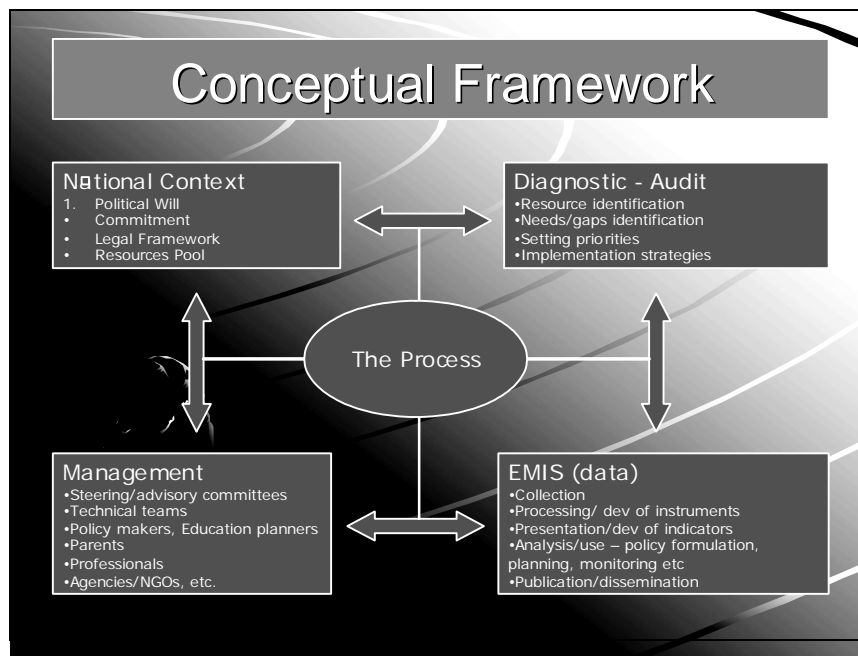 Conceptual Framework
National Context
1. Political Will
• Commitment
• Legal Framework
• Resources Pool
Diagnostic - Audit
•Resource identification
•Needs/gaps identification
•Setting priorities
•Implementation strategies
The Process
Management
•Steering/advisory committees
•Technical teams
•Policy makers, Education planners
•Parents
•Professionals
•Agencies/NGOs, etc.
EMIS (data)
•Collection
•Processing/ dev of instruments
•Presentation/dev of indicators
•Analysis/use – policy formulation,
planning, monitoring etc
•Publication/dissemination